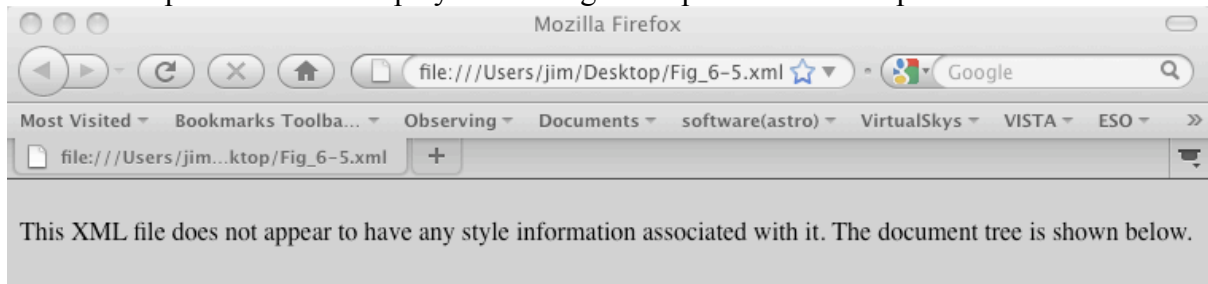 Mozilla Firefox
file:///Users/jim/Desktop/Fig_6-5.xml
Google
Most Visited Bookmarks Toolba... Observing Documents software(astro) VirtualSkys VISTA ESO »
file:///Users/jim...ktop/Fig_6-5.xml +
This XML file does not appear to have any style information associated with it. The document tree is shown below.